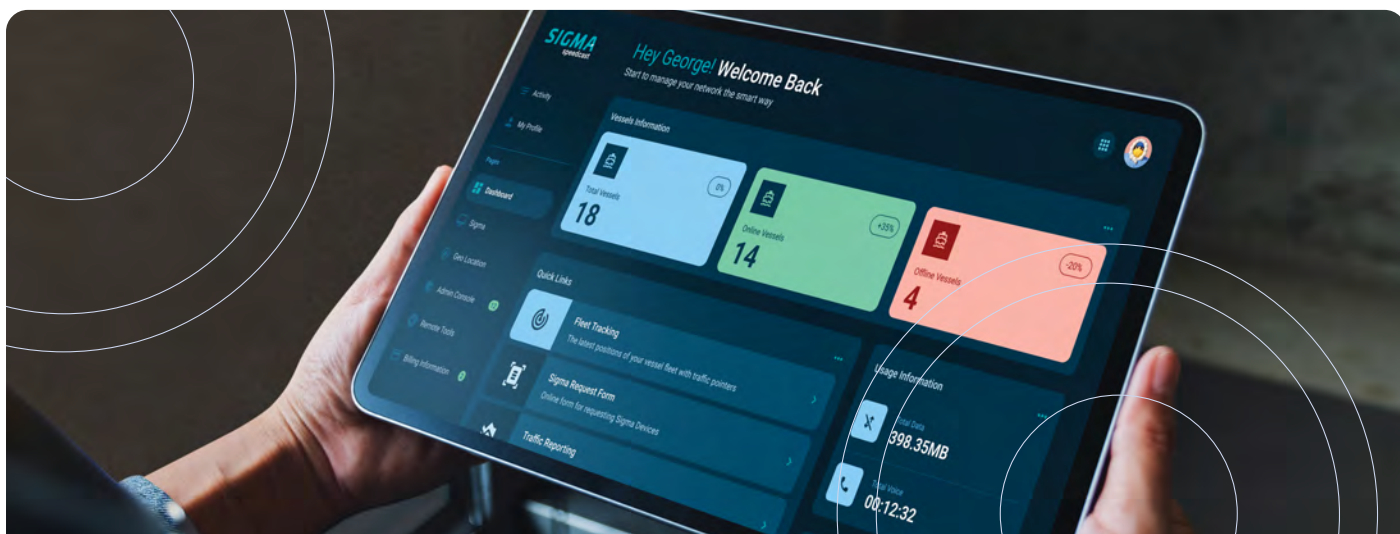 SIGMA
speedcast
Hey George! Welcome Back
Start to manage your network the smart way
Activity
My Profile
Pages
Dashboard
Sigma
Geo Location
Admin Console
Remote Tools
Billing Information
Vessels Information
Total Vessels
18
0%
Online Vessels
14
+35%
Offline Vessels
4
-20%
Quick Links
Fleet Tracking
The latest positions of your vessel fleet with traffic pointers
Sigma Request Form
Online form for requesting Sigma Devices
Traffic Reporting
Usage Information
Total Data
398.35MB
Total Voice
00:12:32